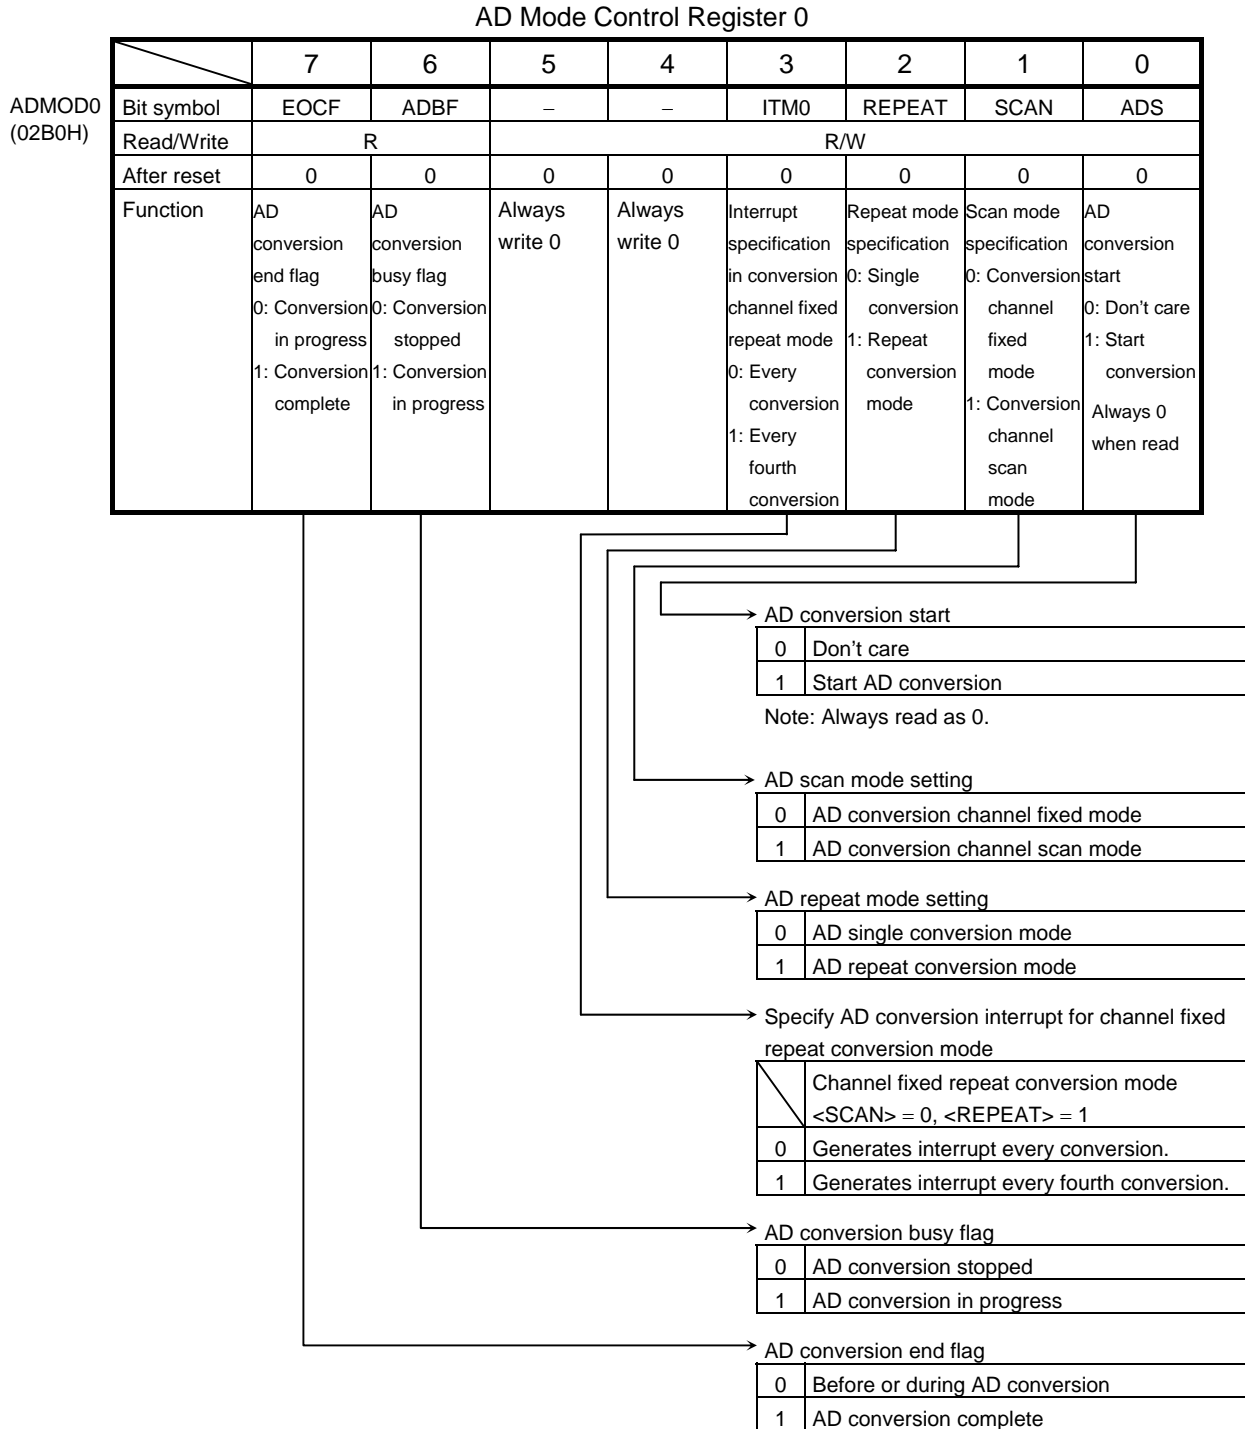 AD Mode Control Register 0
7 6 5 4 3 2 1 0
ADMOD0
(02B0H)
Bit symbol EOCF ADBF – – ITM0 REPEAT SCAN ADS
Read/Write R R/W
After reset 0 0 0 0 0 0 0 0
Function
AD
conversion
end flag
0: Conversion
in progress
1: Conversion
complete
AD
conversion
busy flag
0: Conversion
stopped
1: Conversion
in progress
Always
write 0
Always
write 0
Interrupt
specification
in conversion
channel fixed
repeat mode
0: Every
conversion
1: Every
fourth
conversion
Repeat mode
specification
0: Single
conversion
1: Repeat
conversion
mode
Scan mode
specification
0: Conversion
channel
fixed
mode
1: Conversion
channel
scan
mode
AD
conversion
start
0: Don't care
1: Start
conversion
Always 0
when read
AD conversion start
0 Don't care
1 Start AD conversion
Note: Always read as 0.
AD scan mode setting
0 AD conversion channel fixed mode
1 AD conversion channel scan mode
AD repeat mode setting
0 AD single conversion mode
1 AD repeat conversion mode
Specify AD conversion interrupt for channel fixed
repeat conversion mode
Channel fixed repeat conversion mode
<SCAN> = 0, <REPEAT> = 1
0 Generates interrupt every conversion.
1 Generates interrupt every fourth conversion.
AD conversion busy flag
0 AD conversion stopped
1 AD conversion in progress
AD conversion end flag
0 Before or during AD conversion
1 AD conversion complete